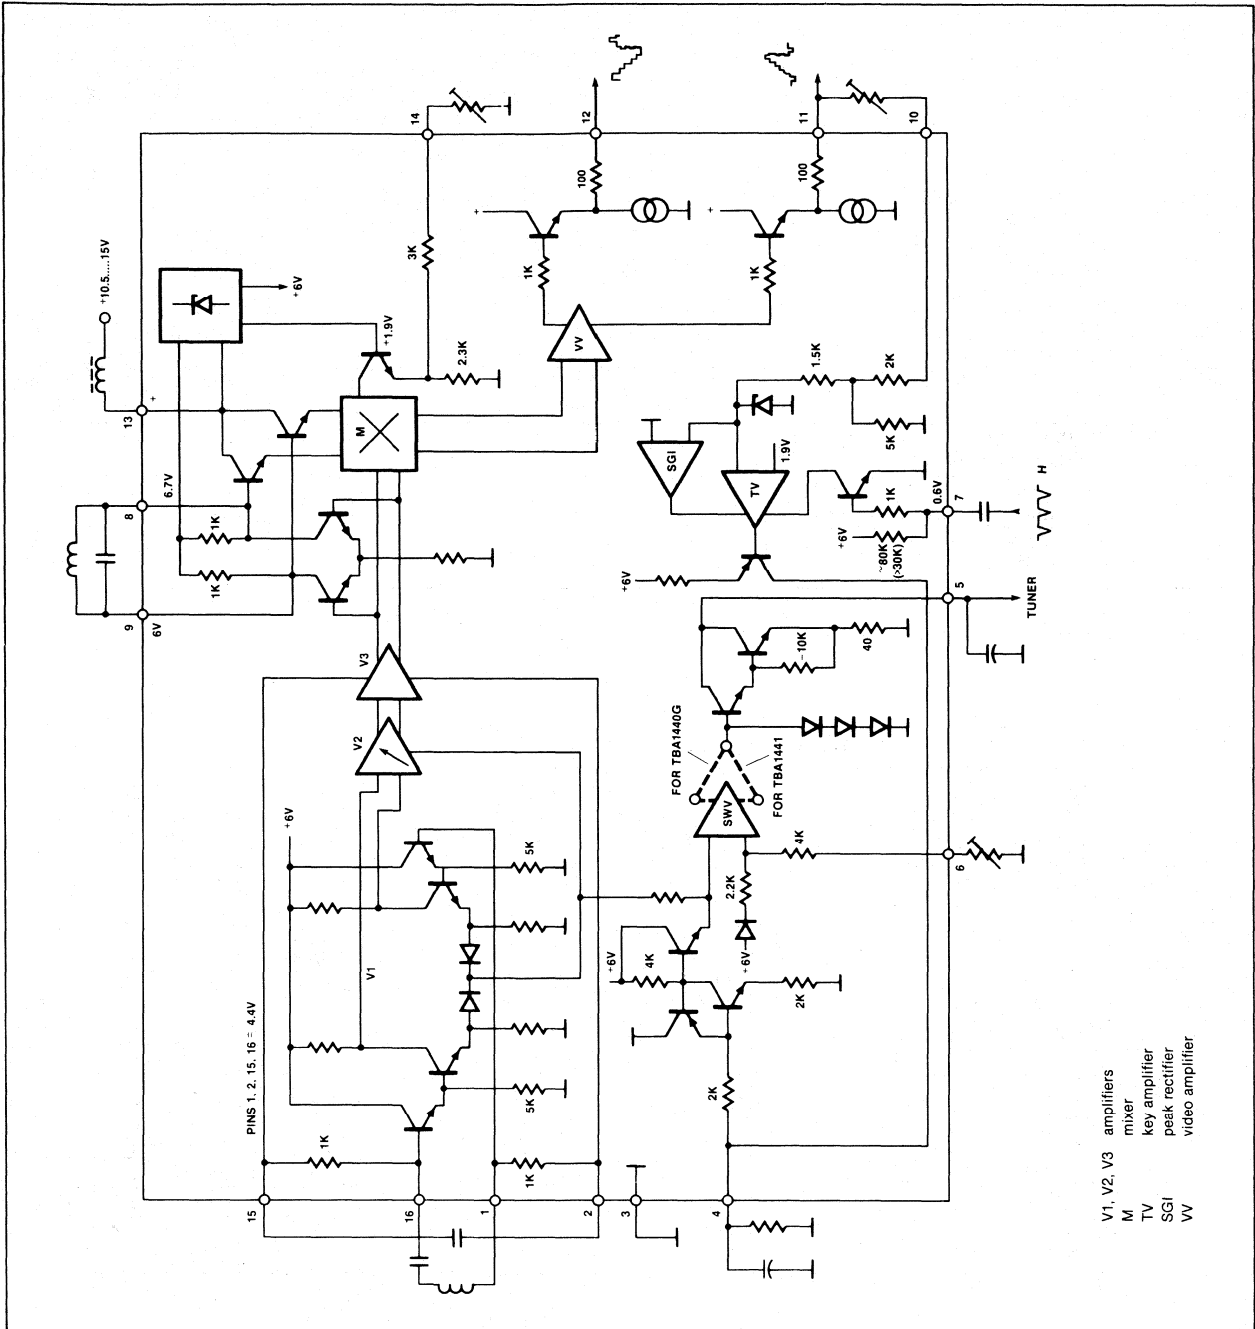 14
12
11
10
+10.5.....15V
3K
100
100
+
+
1K
1K
+6V
+1.9V
2.3K
VV
13
+
M
6.7V
8
1K
1K
9
6V
1.5K
2K
5K
SGI
TV
1.9V
1K
0.6V
7
H
+6V
~80K
(>30K)
+6V
5
TUNER
V3
V2
~10K
40
FOR TBA1440G
FOR TBA1441
SWV
4K
6
2.2K
+6V
+6V
5K
V1
+6V
4K
2K
PINS 1, 2, 15, 16 = 4.4V
5K
2K
1K
1K
15
16
1
2
3
4
V1, V2, V3 amplifiers
M mixer
TV key amplifier
SGI peak rectifier
VV video amplifier